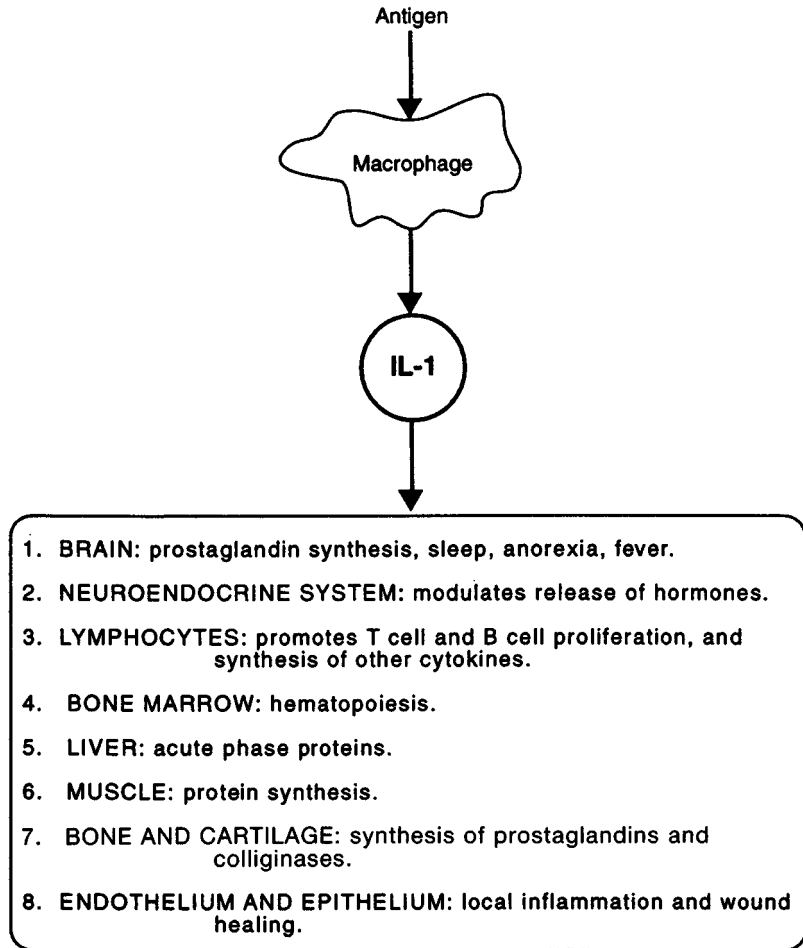 Antigen
Macrophage
IL-1
1. BRAIN: prostaglandin synthesis, sleep, anorexia, fever.
2. NEUROENDOCRINE SYSTEM: modulates release of hormones.
3. LYMPHOCYTES: promotes T cell and B cell proliferation, and
synthesis of other cytokines.
4. BONE MARROW: hematopoiesis.
5. LIVER: acute phase proteins.
6. MUSCLE: protein synthesis.
7. BONE AND CARTILAGE: synthesis of prostaglandins and
colliginases.
8. ENDOTHELIUM AND EPITHELIUM: local inflammation and wound
healing.